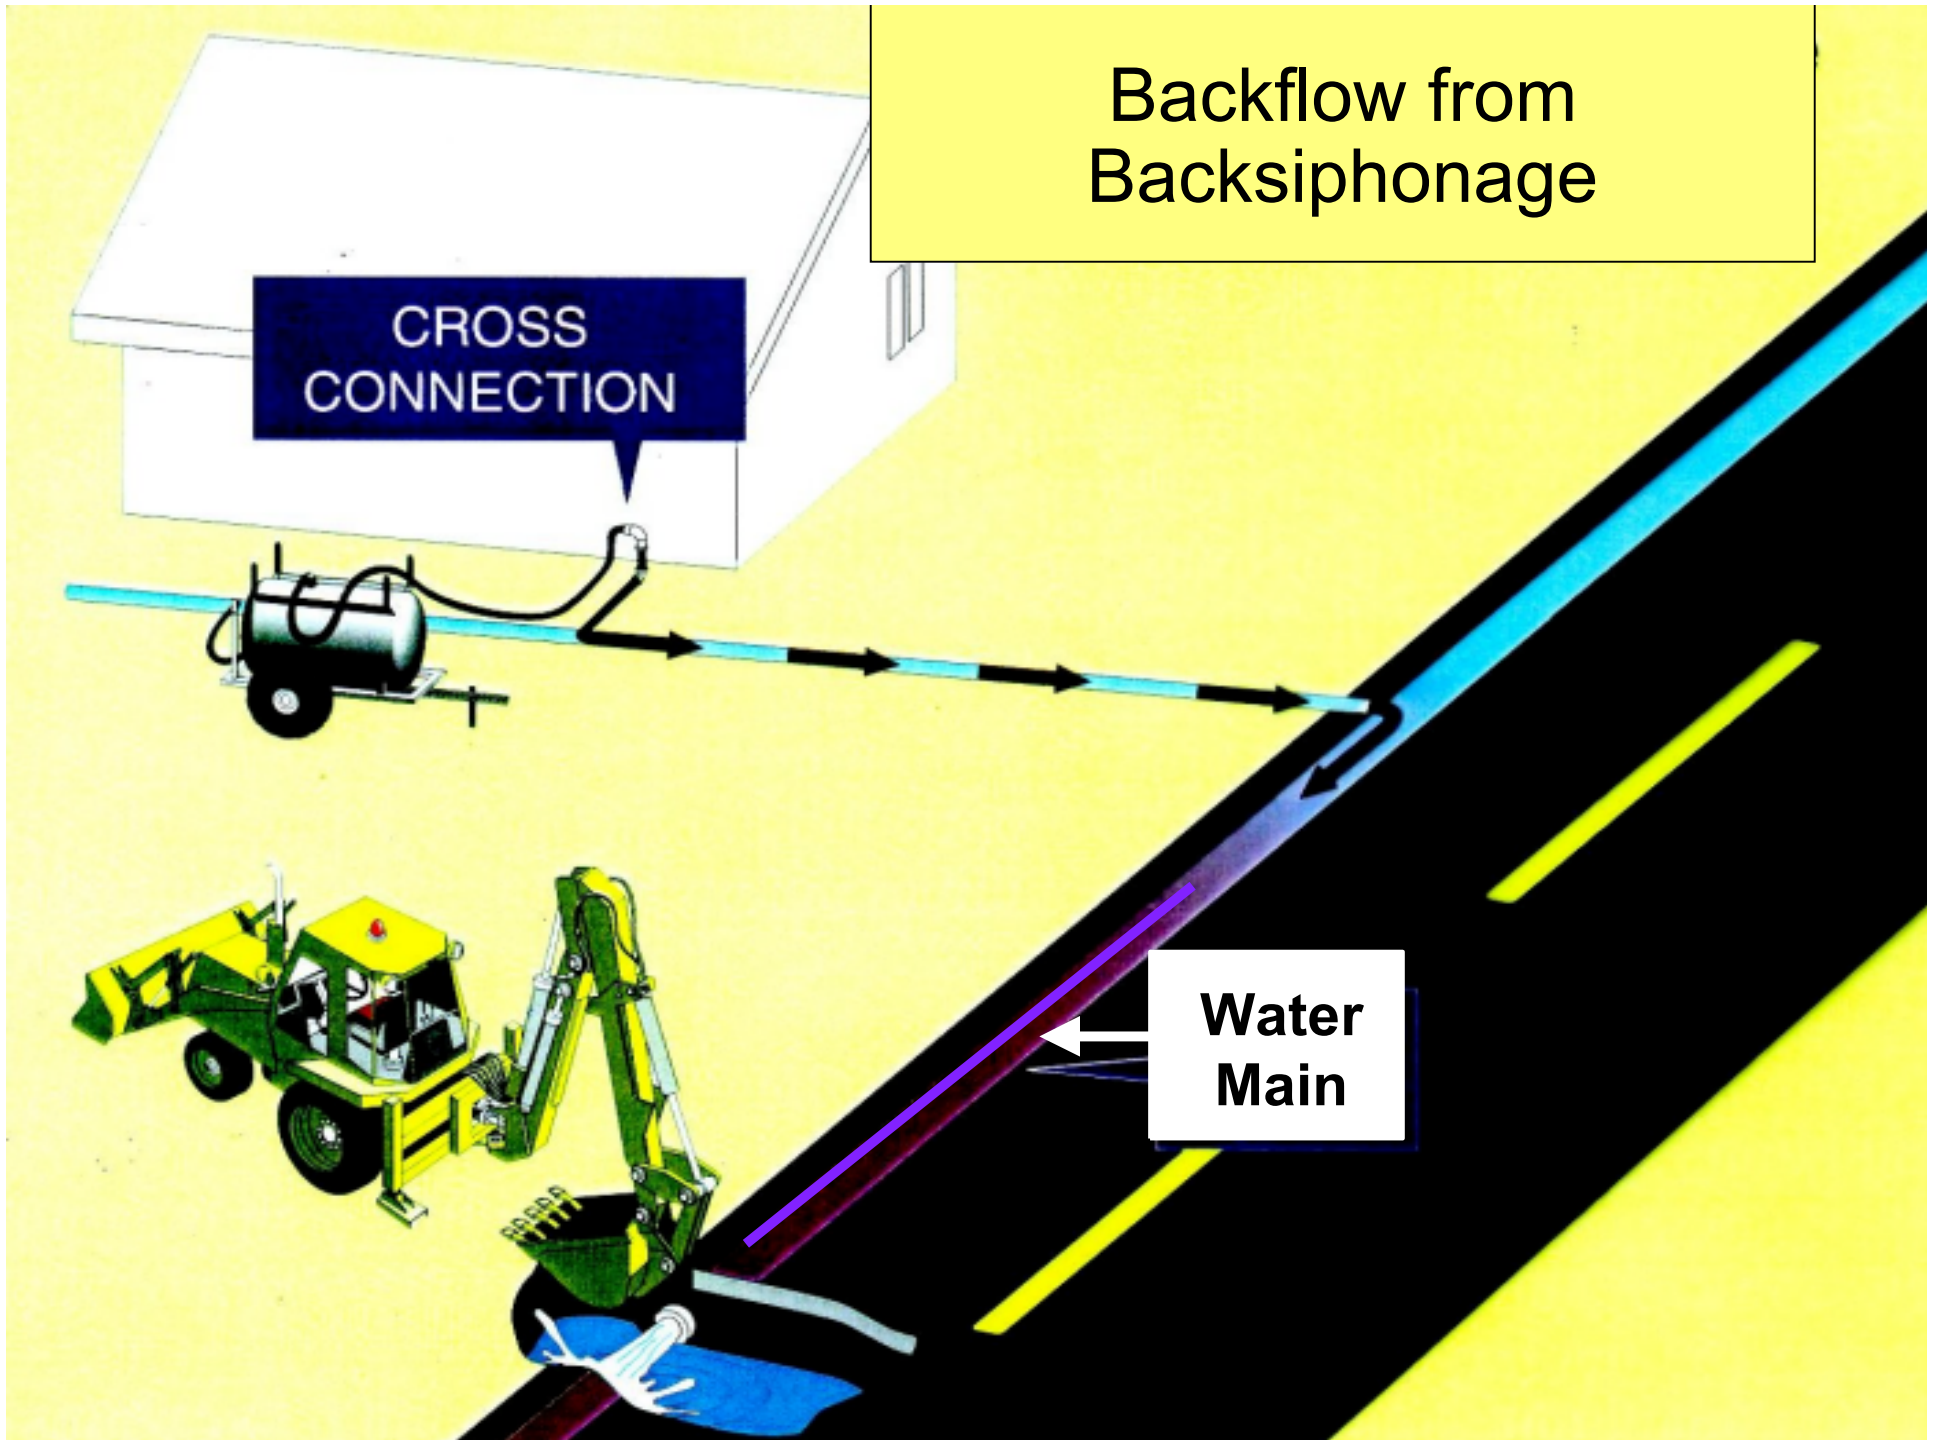 Backflow from
Backsiphonage
CROSS
CONNECTION
Water
Main